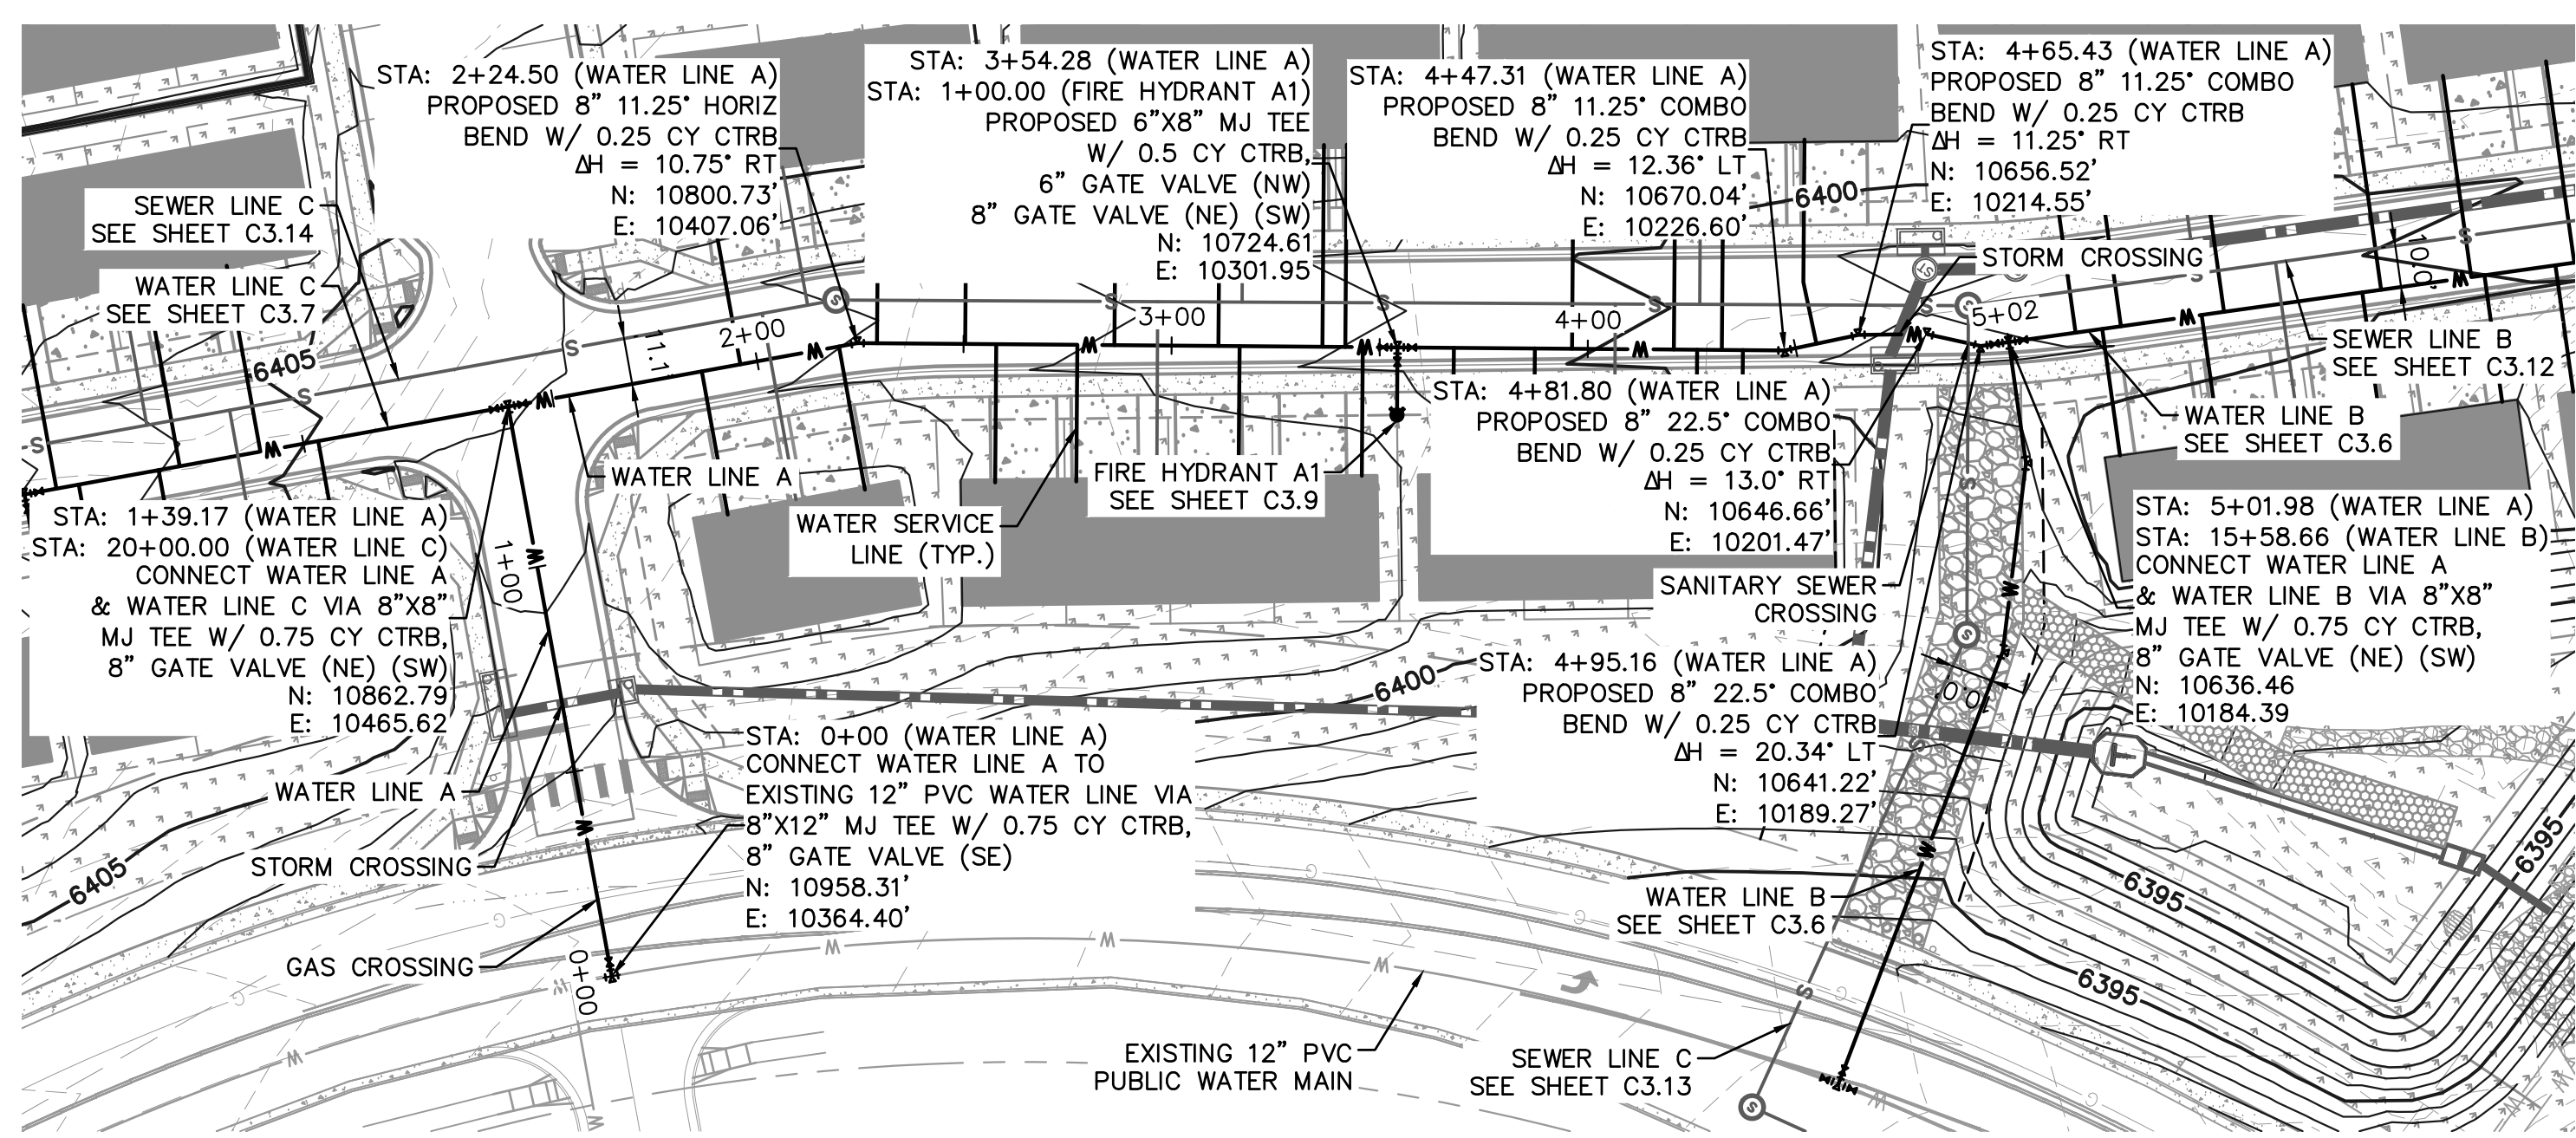 STA: 2+24.50 (WATER LINE A)
PROPOSED 8” 11.25° HORIZ
BEND W/ 0.25 CY CTRB
ΔH = 10.75° RT
N: 10800.73’
E: 10407.06’
STA: 3+54.28 (WATER LINE A)
STA: 1+00.00 (FIRE HYDRANT A1)
PROPOSED 6”X8” MJ TEE
W/ 0.5 CY CTRB,
6” GATE VALVE (NW)
8” GATE VALVE (NE) (SW)
N: 10724.61
E: 10301.95
STA: 4+47.31 (WATER LINE A)
PROPOSED 8” 11.25° COMBO
BEND W/ 0.25 CY CTRB
ΔH = 12.36° LT
N: 10670.04’
E: 10226.60’
STA: 4+65.43 (WATER LINE A)
PROPOSED 8” 11.25° COMBO
BEND W/ 0.25 CY CTRB
ΔH = 11.25° RT
N: 10656.52’
E: 10214.55’
6400
SEWER LINE C
SEE SHEET C3.14
WATER LINE C
SEE SHEET C3.7
STORM CROSSING
10.0'
6405
11.1
2+00
3+00
4+00
5+02
ST
S
S
S
S
S
S
S
S
S
S
S
W
W
W
W
W
W
W
W
W
SEWER LINE B
SEE SHEET C3.12
WATER LINE B
SEE SHEET C3.6
STA: 4+81.80 (WATER LINE A)
PROPOSED 8” 22.5° COMBO
BEND W/ 0.25 CY CTRB
ΔH = 13.0° RT
N: 10646.66’
E: 10201.47’
WATER LINE A
FIRE HYDRANT A1
SEE SHEET C3.9
WATER SERVICE
LINE (TYP.)
STA: 1+39.17 (WATER LINE A)
STA: 20+00.00 (WATER LINE C)
CONNECT WATER LINE A
& WATER LINE C VIA 8”X8”
MJ TEE W/ 0.75 CY CTRB,
8” GATE VALVE (NE) (SW)
N: 10862.79
E: 10465.62
1+00
W
STA: 5+01.98 (WATER LINE A)
STA: 15+58.66 (WATER LINE B)
CONNECT WATER LINE A
& WATER LINE B VIA 8”X8”
MJ TEE W/ 0.75 CY CTRB,
8” GATE VALVE (NE) (SW)
N: 10636.46
E: 10184.39
SANITARY SEWER
CROSSING
S
W
S
STA: 4+95.16 (WATER LINE A)
PROPOSED 8” 22.5° COMBO
BEND W/ 0.25 CY CTRB
ΔH = 20.34° LT
N: 10641.22’
E: 10189.27’
6400
STA: 0+00 (WATER LINE A)
CONNECT WATER LINE A TO
EXISTING 12” PVC WATER LINE VIA
8”X12” MJ TEE W/ 0.75 CY CTRB,
8” GATE VALVE (SE)
N: 10958.31’
E: 10364.40’
WATER LINE A
STORM CROSSING
6405
GAS CROSSING
W
0+00
T
W
WATER LINE B
SEE SHEET C3.6
6395
6395
6395
W
W
W
W
W
W
W
G
G
G
G
G
EXISTING 12” PVC
PUBLIC WATER MAIN
SEWER LINE C
SEE SHEET C3.13
S
S